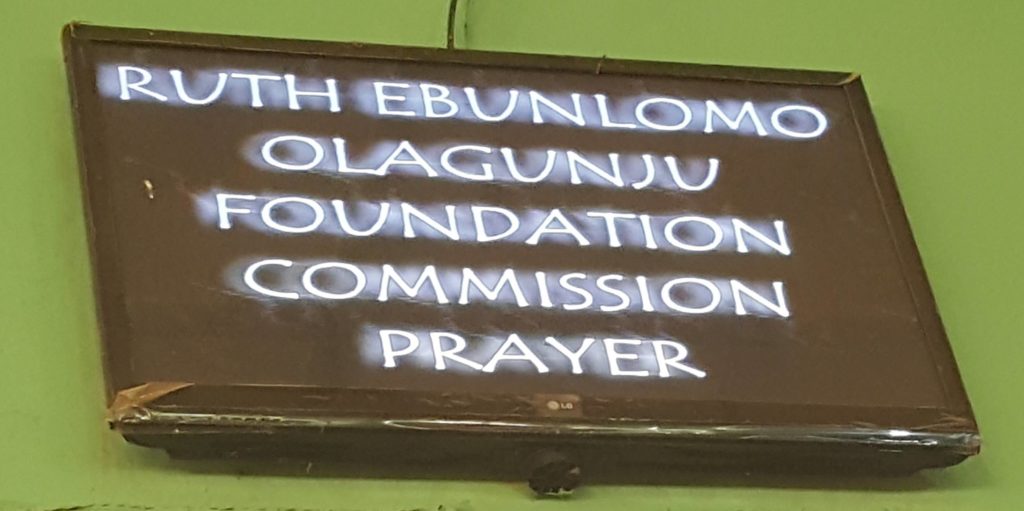 RUTH EBUNLOMO
OLAGUNJU
FOUNDATION
COMMISSION
PRAYER
LG